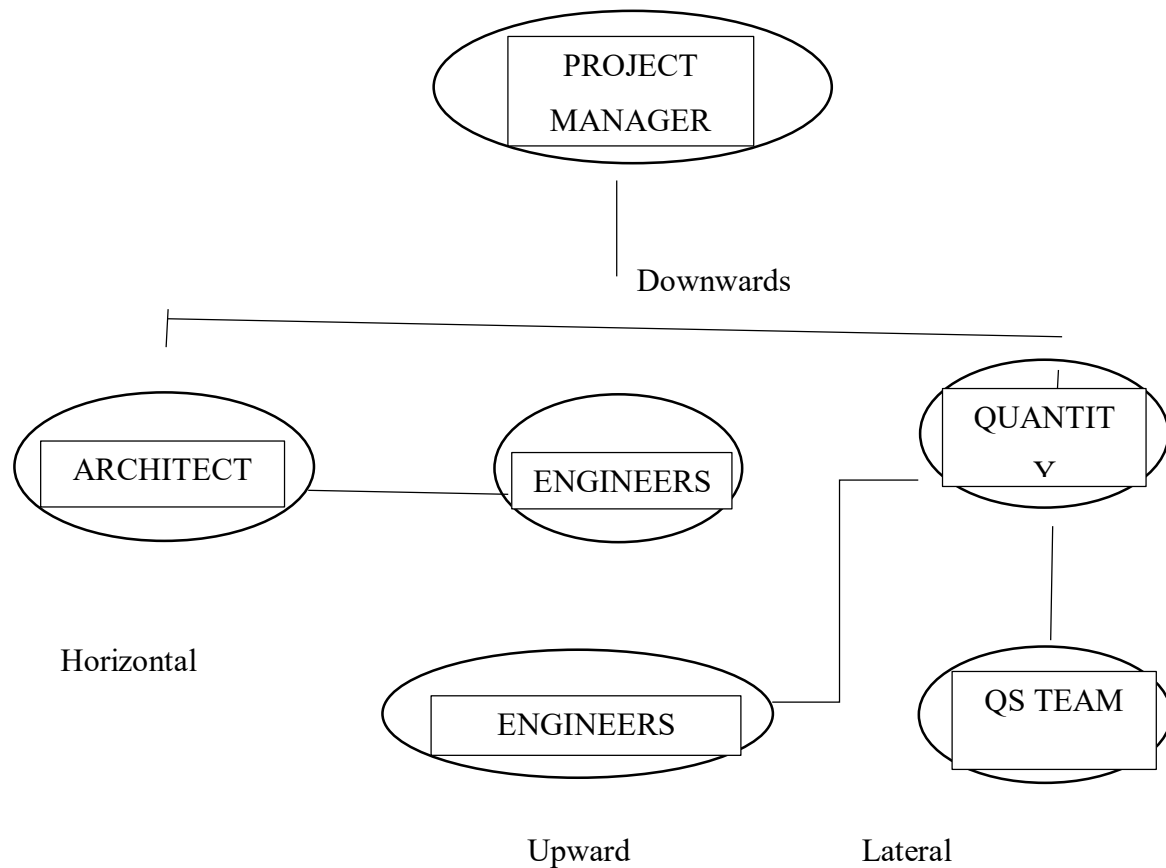 PROJECT
MANAGER
Downwards
QUANTIT
Y
ARCHITECT
ENGINEERS
Horizontal
ENGINEERS
QS TEAM
Upward
Lateral